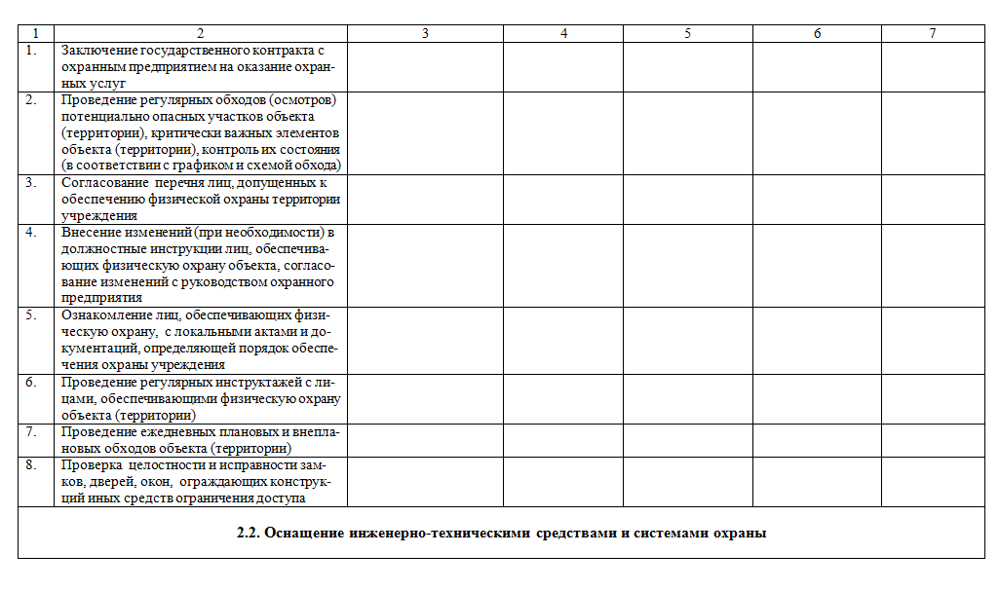 1 2 3 4 5 6 7
1. Заключение государственного контракта с
охранным предприятием на оказание охран-
ных услуг
2. Проведение регулярных обходов (осмотров)
потенциально опасных участков объекта
(территории), критически важных элементов
объекта (территории), контроль их состояния
(в соответствии с графиком и схемой обхода)
3. Согласование перечня лиц, допущенных к
обеспечению физической охраны территории
учреждения
4. Внесение изменений (при необходимости) в
должностные инструкции лиц, обеспечива-
ющих физическую охрану объекта, согласо-
вание изменений с руководством охранного
предприятия
5. Ознакомление лиц, обеспечивающих физи-
ческую охрану, с локальными актами и до-
кументаций, определяющей порядок обеспе-
чения охраны учреждения
6. Проведение регулярных инструктажей с ли-
цами, обеспечивающими физическую охрану
объекта (территории)
7. Проведение ежедневных плановых и внепла-
новых обходов объекта (территории)
8. Проверка целостности и исправности зам-
ков, дверей, окон, ограждающих конструк-
ций иных средств ограничения доступа
2.2. Оснащение инженерно-техническими средствами и системами охраны